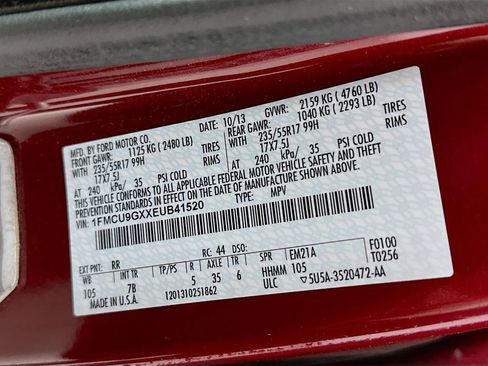 MFD. BY FORD MOTOR CO. 10/13 GVWR: 2159 KG ( 4760 LB)
FRONT GAWR: 1125 KG ( 2480 LB) REAR GAWR: 1040 KG ( 2293 LB)
235/55R17 99H TIRES 235/55R17 99H TIRES
17X7.5J RIMS 17X7.5J RIMS
AT 240 kPa/ 35 PSI COLD AT 240 kPa/ 35 PSI COLD
THIS VEHICLE CONFORMS TO ALL APPLICABLE FEDERAL MOTOR VEHICLE SAFETY AND THEFT PREVENTION STANDARDS IN
EFFECT ON THE DATE OF MANUFACTURE SHOWN ABOVE.
VIN: 1FMCU9GXXEUB41520 TYPE: MPV
EXT PNT: RR RC: 44 DSO: F0100
WB INT TR TP/PS R AXLE TR SPR EM21A T0256
105 7B 5 35 6 HHMM 105
MADE IN U.S.A. 1201310251862 ULC 5U5A-3520472-AA